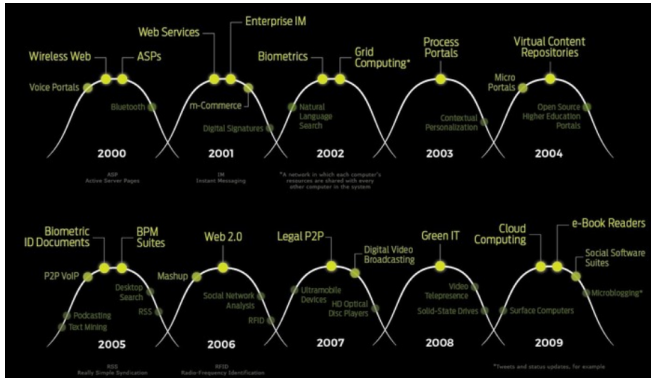 Enterprise IM
Web Services
Wireless Web
ASPs
Biometrics
Grid
Computing*
Process
Portals
Virtual Content
Repositories
Voice Portals
Bluetooth
m-Commerce
Digital Signatures
Natural
Language
Search
Contextual
Personalization
Micro
Portals
Open Source
Higher Education
Portals
2000
2001
2002
2003
2004
ASP
Active Server Pages
IM
Instant Messaging
*A network in which each computer's
resources are shared with every
other computer in the system
Biometric
ID Documents
BPM
Suites
Web 2.0
Legal P2P
Green IT
Cloud
Computing
e-Book Readers
P2P VoIP
Desktop
Search
Podcasting
Text Mining
RSS
Mashup
Social Network
Analysis
RFID
Digital Video
Broadcasting
Ultramobile
Devices
HD Optical
Disc Players
Video
Telepresence
Solid-State Drives
Social Software
Suites
Microblogging*
Surface Computers
2005
2006
2007
2008
2009
RSS
Really Simple Syndication
RFID
Radio-Frequency Identification
*Tweets and status updates, for example